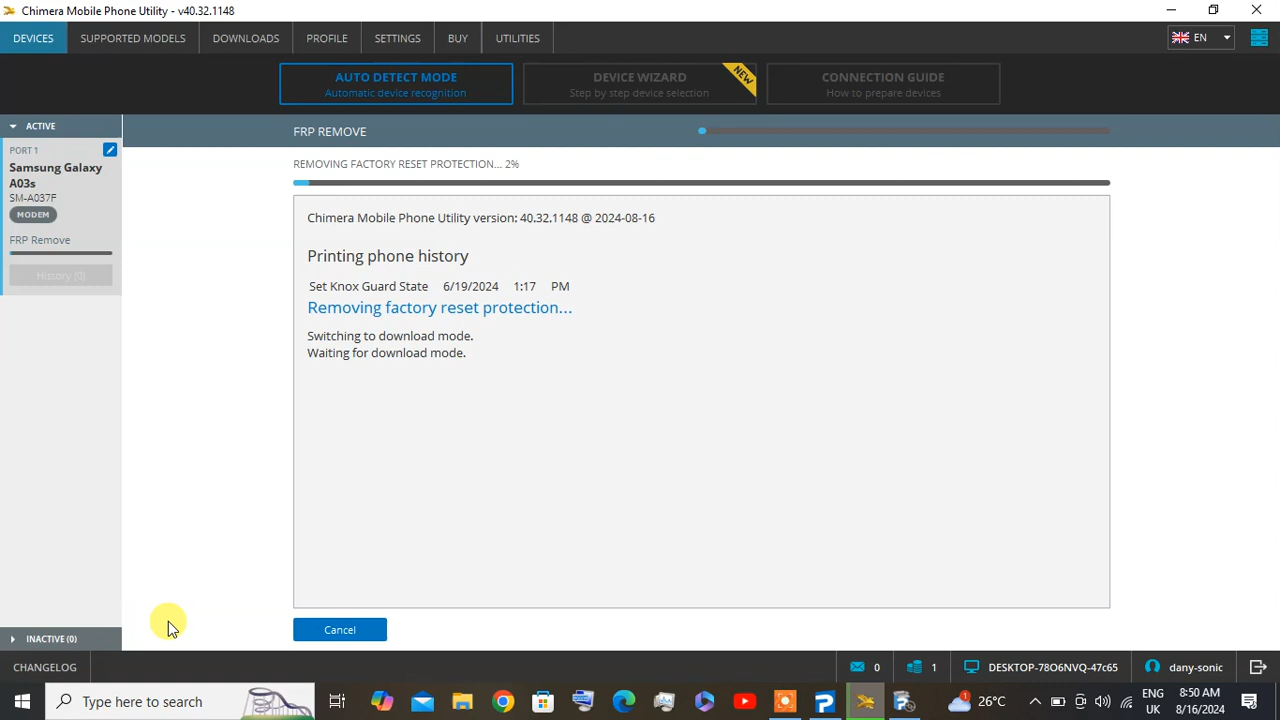 Chimera Mobile Phone Utility - v40.32.1148
DEVICES
SUPPORTED MODELS
DOWNLOADS
PROFILE
SETTINGS
BUY
UTILITIES
EN
AUTO DETECT MODE
Automatic device recognition
DEVICE WIZARD
Step by step device selection
NEW
CONNECTION GUIDE
How to prepare devices
ACTIVE
PORT 1
Samsung Galaxy
A03s
SM-A037F
MODEM
FRP Remove
History (0)
FRP REMOVE
REMOVING FACTORY RESET PROTECTION... 2%
Chimera Mobile Phone Utility version: 40.32.1148 @ 2024-08-16
Printing phone history
Set Knox Guard State 6/19/2024 1:17 PM
Removing factory reset protection...
Switching to download mode.
Waiting for download mode.
Cancel
INACTIVE (0)
CHANGELOG
0
1
DESKTOP-78O6NVQ-47c65
dany-sonic
Type here to search
26°C
ENG
UK
8:50 AM
8/16/2024